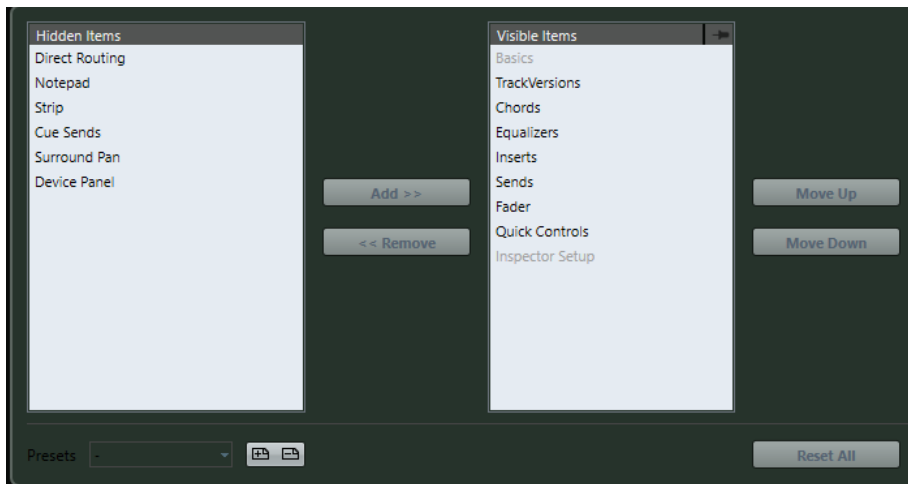 Hidden Items
Direct Routing
Notepad
Strip
Cue Sends
Surround Pan
Device Panel
Add >>
<< Remove
Visible Items
Basics
TrackVersions
Chords
Equalizers
Inserts
Sends
Fader
Quick Controls
Inspector Setup
Move Up
Move Down
Presets -
Reset All